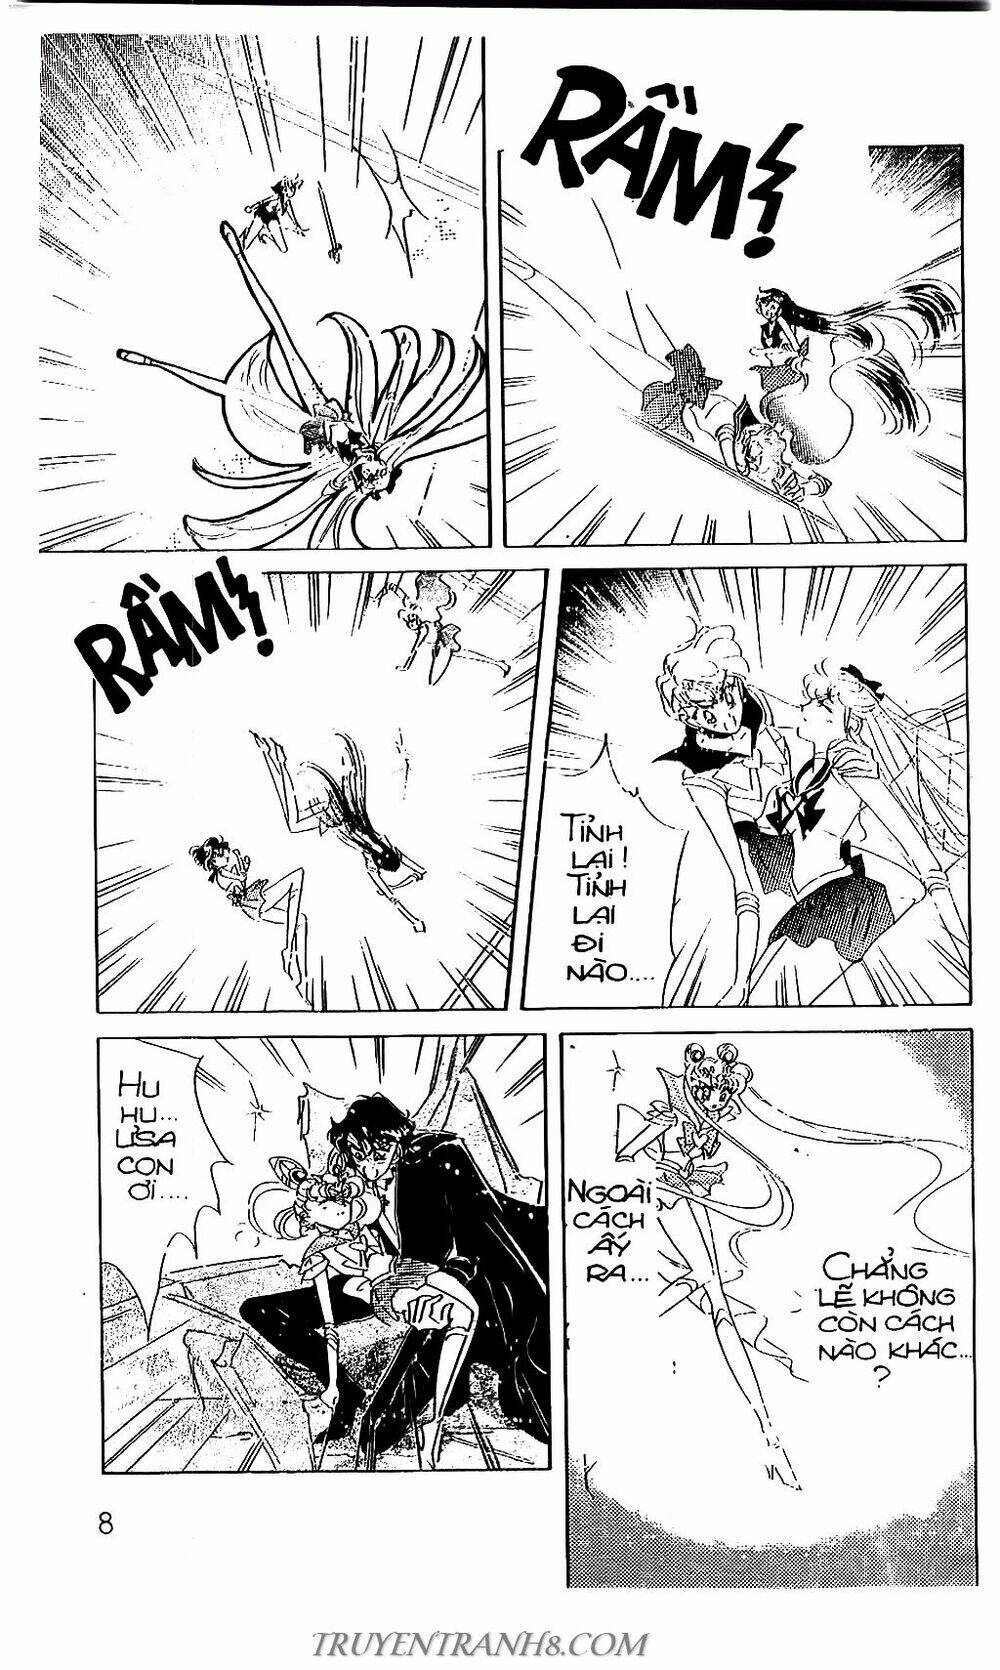 RẦM!
RẦM!
TỈNH
LẠI!
TỈNH
LẠI
ĐI
NÀO....
HU
HU...
USA
CON
ƠI....
NGOÀI
CÁCH
ẤY
RA...
CHẲNG
LẼ KHÔNG
CÒN CÁCH
NÀO KHÁC...
?
8
TRUYENTRANH8.COM